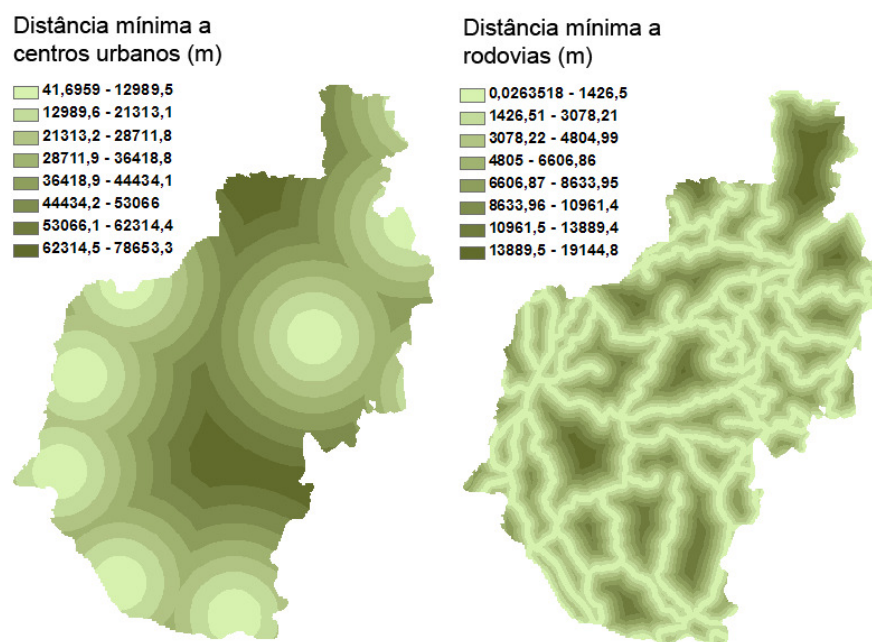 Distância mínima a
centros urbanos (m)
41,6959 - 12989,5
12989,6 - 21313,1
21313,2 - 28711,8
28711,9 - 36418,8
36418,9 - 44434,1
44434,2 - 53066
53066,1 - 62314,4
62314,5 - 78653,3
Distância mínima a
rodovias (m)
0,0263518 - 1426,5
1426,51 - 3078,21
3078,22 - 4804,99
4805 - 6606,86
6606,87 - 8633,95
8633,96 - 10961,4
10961,5 - 13889,4
13889,5 - 19144,8